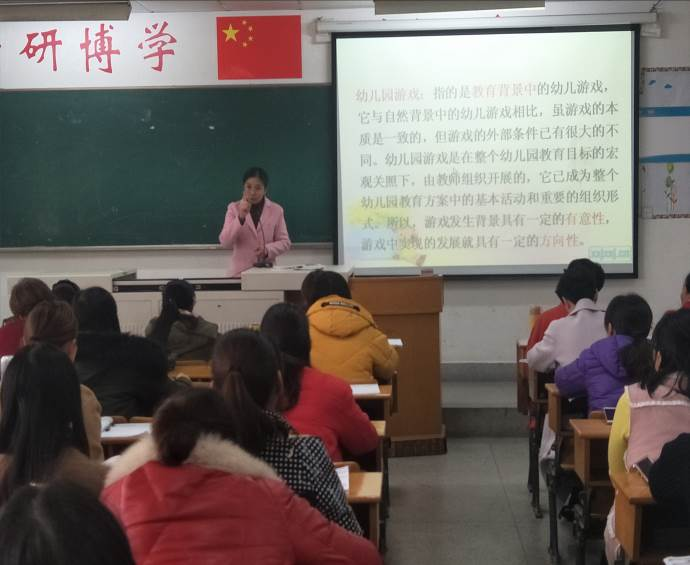 研博学
幼儿园游戏：指的是教育背景中的幼儿游戏，
它与自然背景中的幼儿游戏相比，虽游戏的本
质是一致的，但游戏的外部条件已有很大的不
同。幼儿园游戏是在整个幼儿园教育目标的宏
观关照下，由教师组织开展的，它已成为整个
幼儿园教育方案中的基本活动和重要的组织形
式。所以，游戏发生背景具有一定的有意性，
游戏中实现的发展就具有一定的方向性。